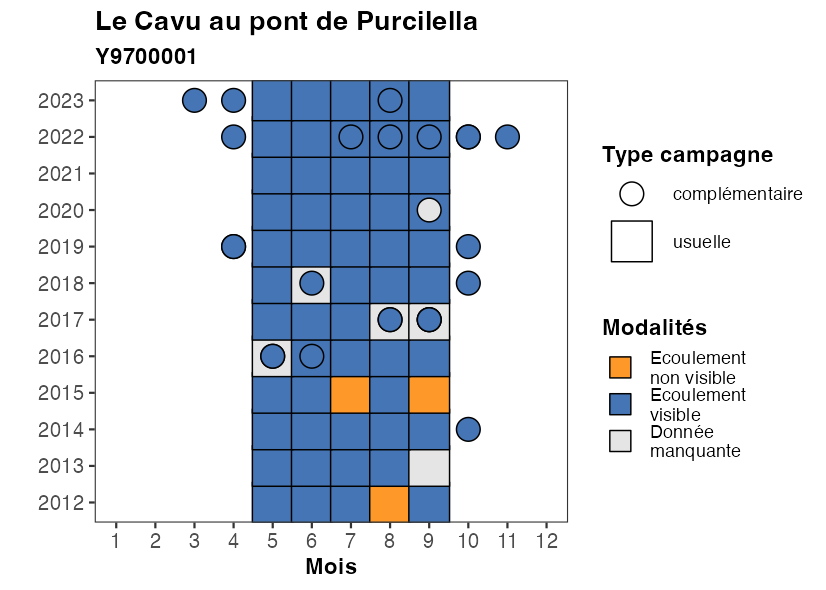 Le Cavu au pont de Purcilella
Y9700001
2023
2022
2021
2020
2019
2018
2017
2016
2015
2014
2013
2012
1 2 3 4 5 6 7 8 9 10 11 12
Mois
Type campagne
complémentaire
usuelle
Modalités
Ecoulement
non visible
Ecoulement
visible
Donnée
manquante